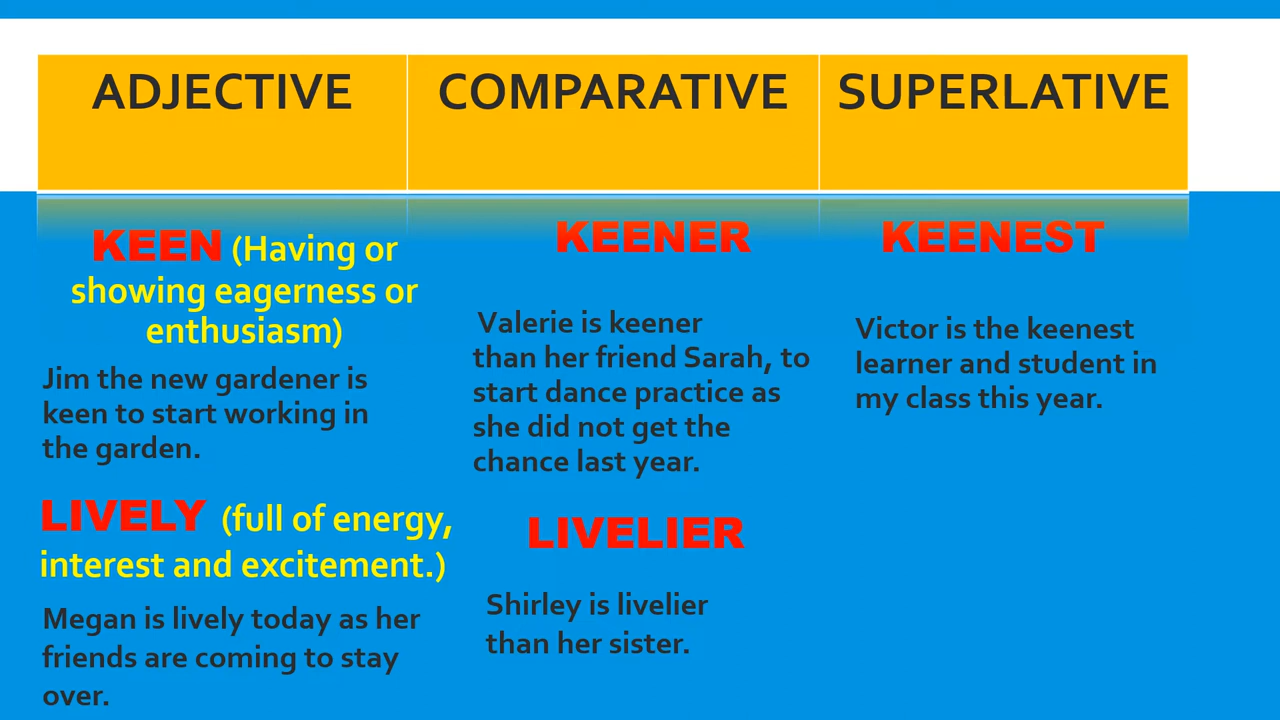 ADJECTIVE
COMPARATIVE
SUPERLATIVE
KEEN (Having or
showing eagerness or
enthusiasm)
Jim the new gardener is
keen to start working in
the garden.
KEENER
Valerie is keener
than her friend Sarah, to
start dance practice as
she did not get the
chance last year.
KEENEST
Victor is the keenest
learner and student in
my class this year.
LIVELY (full of energy,
interest and excitement.)
Megan is lively today as her
friends are coming to stay
over.
LIVELIER
Shirley is livelier
than her sister.